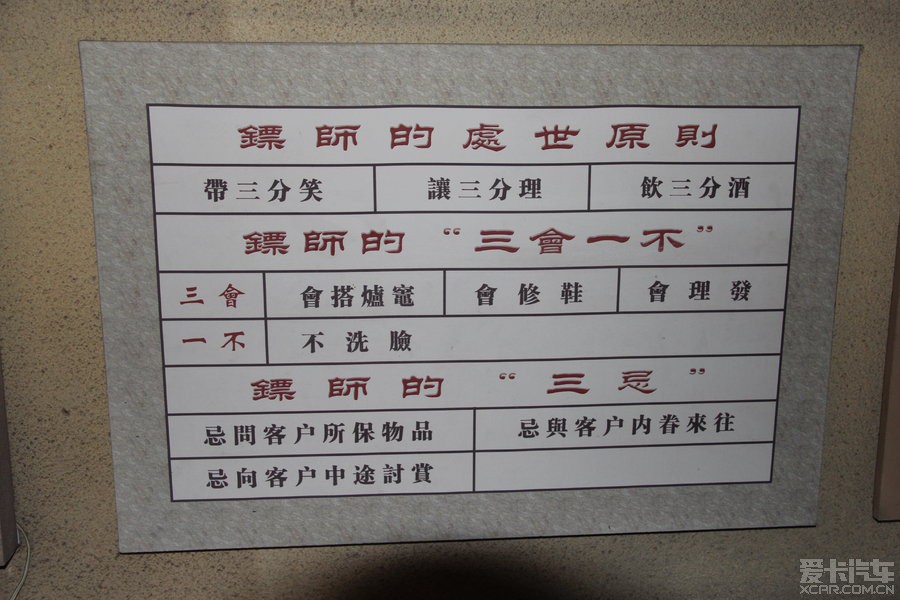 鏢師的處世原則
帶三分笑 讓三分理 飲三分酒
鏢師的“三會一不”
三會 會搭爐竈 會修鞋 會理發
一不 不洗臉
鏢師的“三忌”
忌問客户所保物品 忌與客户内眷來往
忌向客户中途討賞
爱卡汽车
XCAR.COM.CN